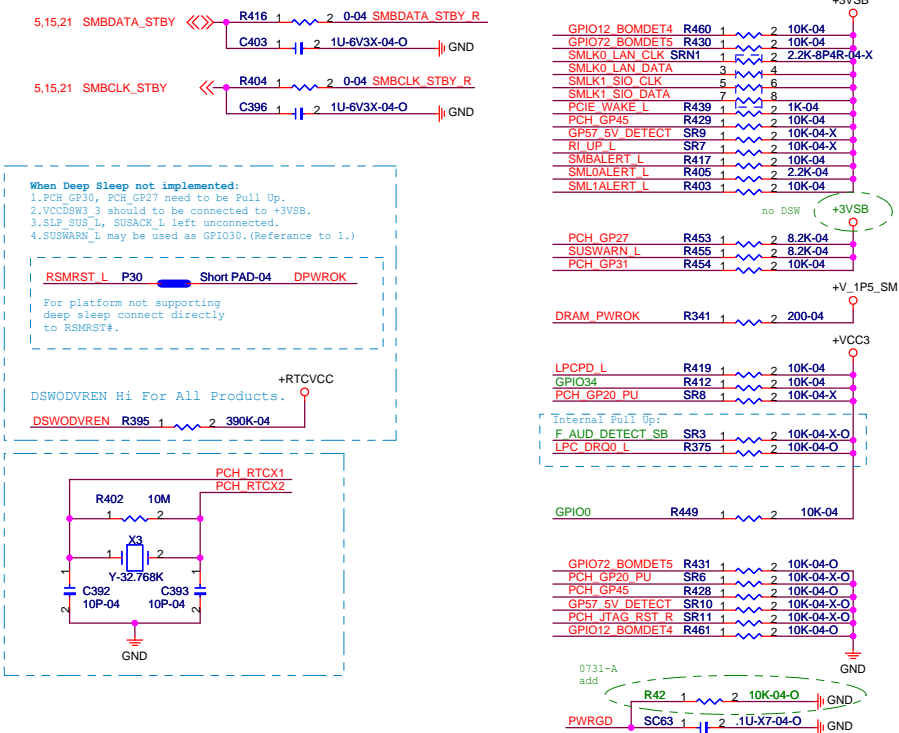 5,15,21 SMBDATA_STBY R416 1 2 0-04 SMBDATA_STBY_R
C403 1 2 1U-6V3X-04-O GND
5,15,21 SMBCLK_STBY R404 1 2 0-04 SMBCLK_STBY_R
C396 1 2 1U-6V3X-04-O GND
When Deep Sleep not implemented:
1.PCH_GP30, PCH_GP27 need to be Pull Up.
2.VCCDSW3_3 should to be connected to +3VSB.
3.SLP_SUS_L, SUSACK_L left unconnected.
4.SUSWARN_L may be used as GPIO30.(Referance to 1.)
RSMRST_L P30 Short PAD-04 DPWROK
For platform not supporting
deep sleep connect directly
to RSMRST#.
+RTCVCC
DSWODVREN Hi For All Products.
DSWODVREN R395 1 2 390K-04
PCH_RTCX1
PCH_RTCX2
R402 10M
1 2
X3
1 2
Y-32.768K
1 C392 C393 1
2 10P-04 10P-04 2
GND
+3VSB
GPIO12_BOMDET4 R460 1 2 10K-04
GPIO72_BOMDET5 R430 1 2 10K-04
SMLK0_LAN_CLK SRN1 1 2 2.2K-8P4R-04-X
SMLK0_LAN_DATA 3 4
SMLK1_SIO_CLK 5 6
SMLK1_SIO_DATA 7 8
PCIE_WAKE_L R439 1 2 1K-04
PCH_GP45 R429 1 2 10K-04
GP57_5V_DETECT SR9 1 2 10K-04-X
RI_UP_L SR7 1 2 10K-04-X
SMBALERT_L R417 1 2 10K-04
SML0ALERT_L R405 1 2 2.2K-04
SML1ALERT_L R403 1 2 10K-04
no DSW +3VSB
PCH_GP27 R453 1 2 8.2K-04
SUSWARN_L R455 1 2 8.2K-04
PCH_GP31 R454 1 2 10K-04
+V_1P5_SM
DRAM_PWROK R341 1 2 200-04
+VCC3
LPCPD_L R419 1 2 10K-04
GPIO34 R412 1 2 10K-04
PCH_GP20_PU SR8 1 2 10K-04-X
Internal Pull Up:
F_AUD_DETECT_SB SR3 1 2 10K-04-X-O
LPC_DRQ0_L R375 1 2 10K-04-O
GPIO0 R449 1 2 10K-04
GPIO72_BOMDET5 R431 1 2 10K-04-O
PCH_GP20_PU SR6 1 2 10K-04-X-O
PCH_GP45 R428 1 2 10K-04-O
GP57_5V_DETECT SR10 1 2 10K-04-X-O
PCH_JTAG_RST_R SR11 1 2 10K-04-X-O
GPIO12_BOMDET4 R461 1 2 10K-04-O
GND
0731-A
add
R42 1 2 10K-04-O GND
PWRGD SC63 1 2 .1U-X7-04-O GND